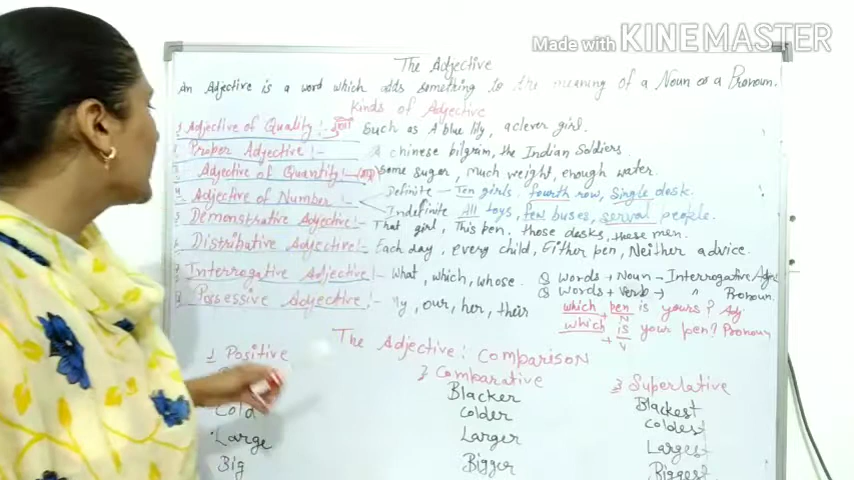 Made with KINEMASTER
The Adjective
An Adjective is a word which adds something to the meaning of a Noun or a Pronoun.
Kinds of Adjective
1 Adjective of Quality :- Such as A blue lily, a clever girl.
2 Proper Adjective :- A chinese pilgrim, the Indian Soldiers.
3 Adjective of Quantity :- Some suger, much weight, enough water.
4 Adjective of Number :- Definite - Ten girls, fourth row, Single desk.
Indefinite All toys, few buses, serval people.
5 Demonstrative Adjective :- That girl, This pen, those desks, these men.
6 Distributive Adjective :- Each day, every child, Either pen, Neither advice.
7 Interrogative Adjective :- What, which, whose. Q words + Noun → Interrogative Adj
Q words + Verb → " Pronoun.
8 Possessive Adjective :- My, our, her, their
which pen is yours? Adj
+ N
which is your pen? Pronoun
+ V
The Adjective: Comparison
1 Positive 2 Comparative 3 Superlative
Blacker Blackest
Cold Colder Coldest
Large Larger Largest
Big Bigger Biggest